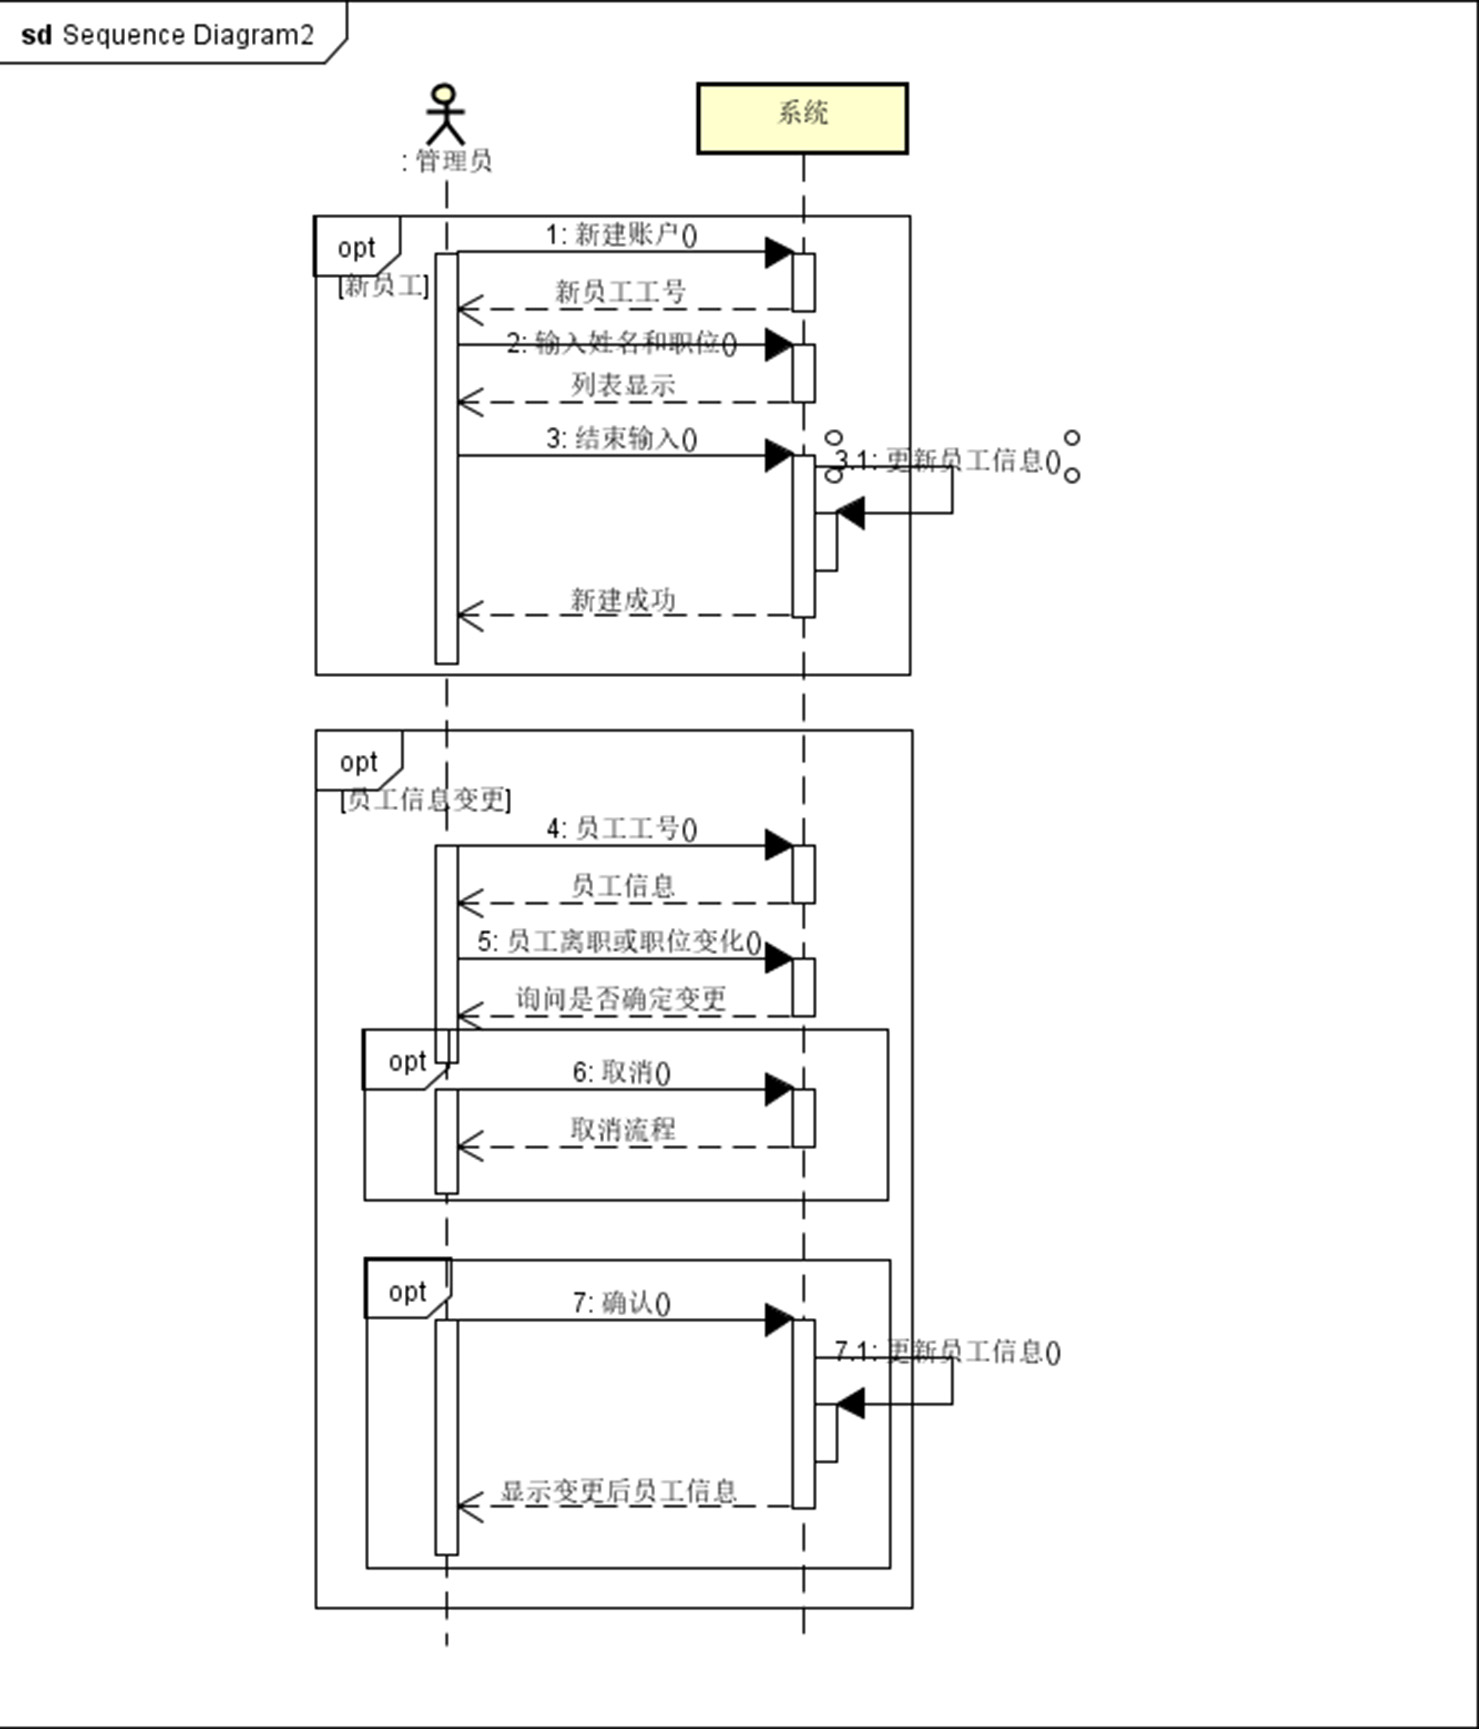 sd Sequence Diagram2
: 管理员
系统
opt
[新员工]
1: 新建账户()
新员工工号
2: 输入姓名和职位()
列表显示
3: 结束输入()
3.1: 更新员工信息()
新建成功
opt
[员工信息变更]
4: 员工工号()
员工信息
5: 员工离职或职位变化()
询问是否确定变更
opt
6: 取消()
取消流程
opt
7: 确认()
7.1: 更新员工信息()
显示变更后员工信息